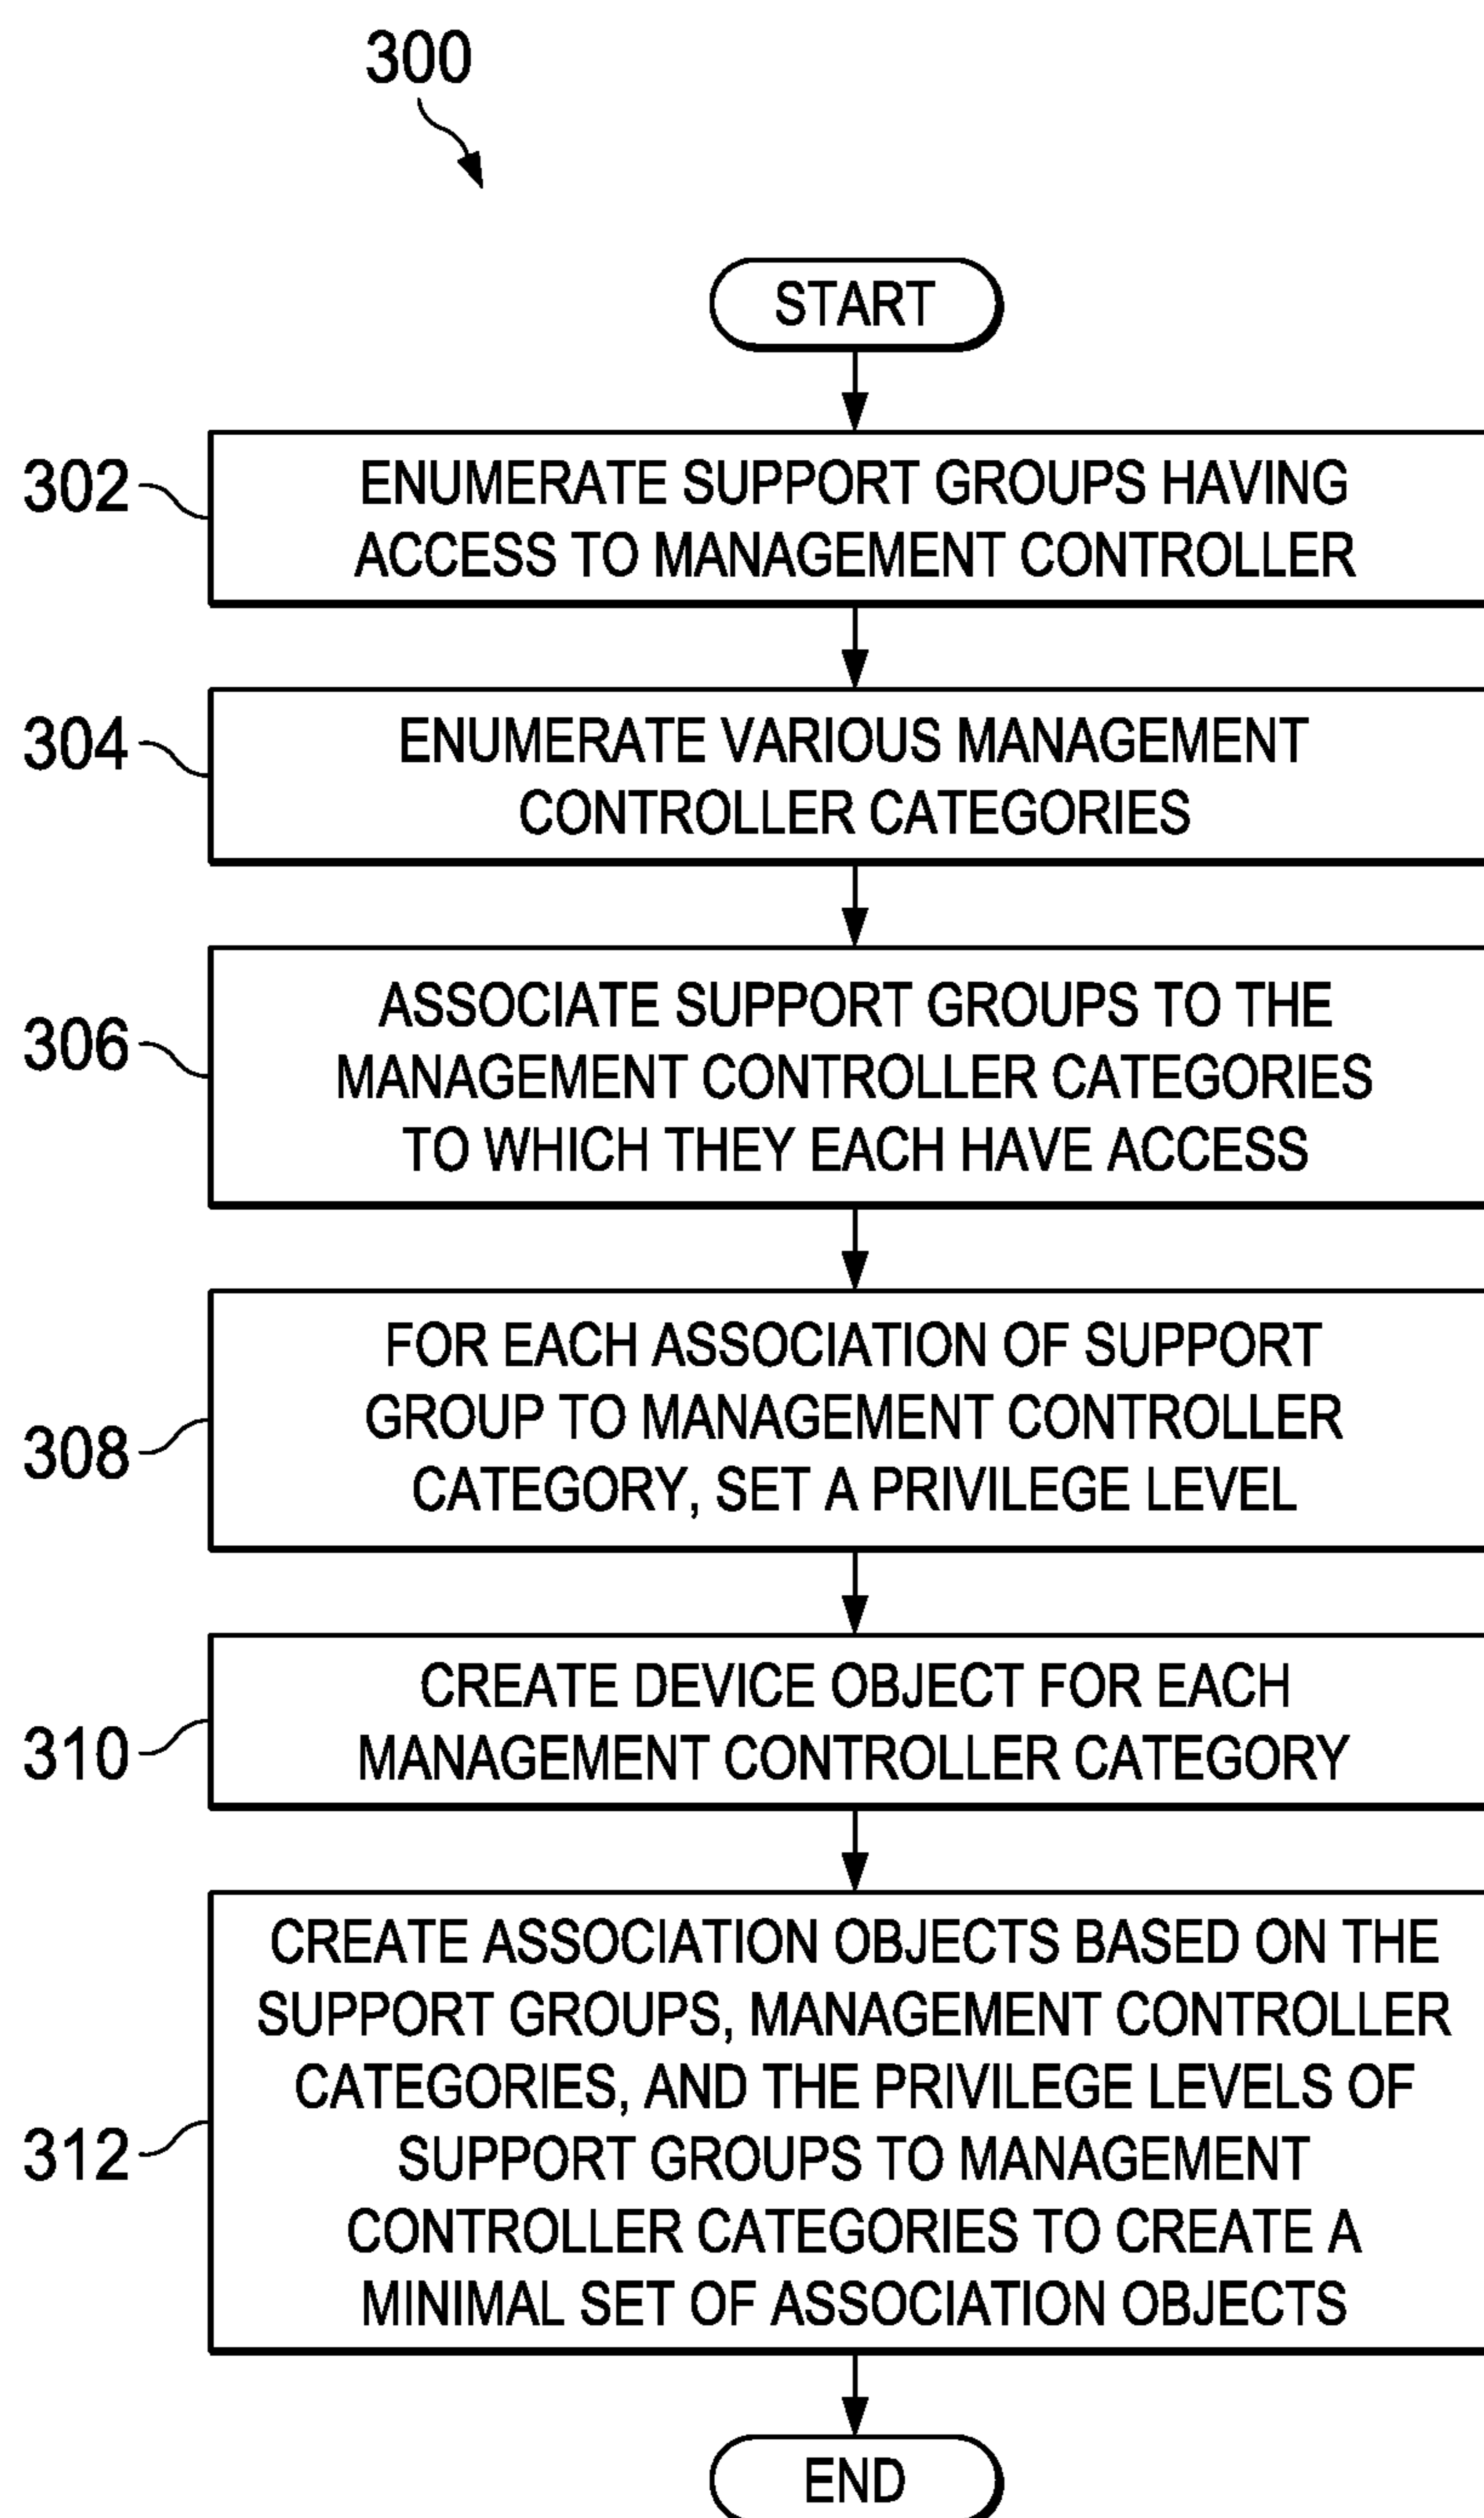 300
START
302
ENUMERATE SUPPORT GROUPS HAVING
ACCESS TO MANAGEMENT CONTROLLER
304
ENUMERATE VARIOUS MANAGEMENT
CONTROLLER CATEGORIES
306
ASSOCIATE SUPPORT GROUPS TO THE
MANAGEMENT CONTROLLER CATEGORIES
TO WHICH THEY EACH HAVE ACCESS
308
FOR EACH ASSOCIATION OF SUPPORT
GROUP TO MANAGEMENT CONTROLLER
CATEGORY, SET A PRIVILEGE LEVEL
310
CREATE DEVICE OBJECT FOR EACH
MANAGEMENT CONTROLLER CATEGORY
312
CREATE ASSOCIATION OBJECTS BASED ON THE
SUPPORT GROUPS, MANAGEMENT CONTROLLER
CATEGORIES, AND THE PRIVILEGE LEVELS OF
SUPPORT GROUPS TO MANAGEMENT
CONTROLLER CATEGORIES TO CREATE A
MINIMAL SET OF ASSOCIATION OBJECTS
END